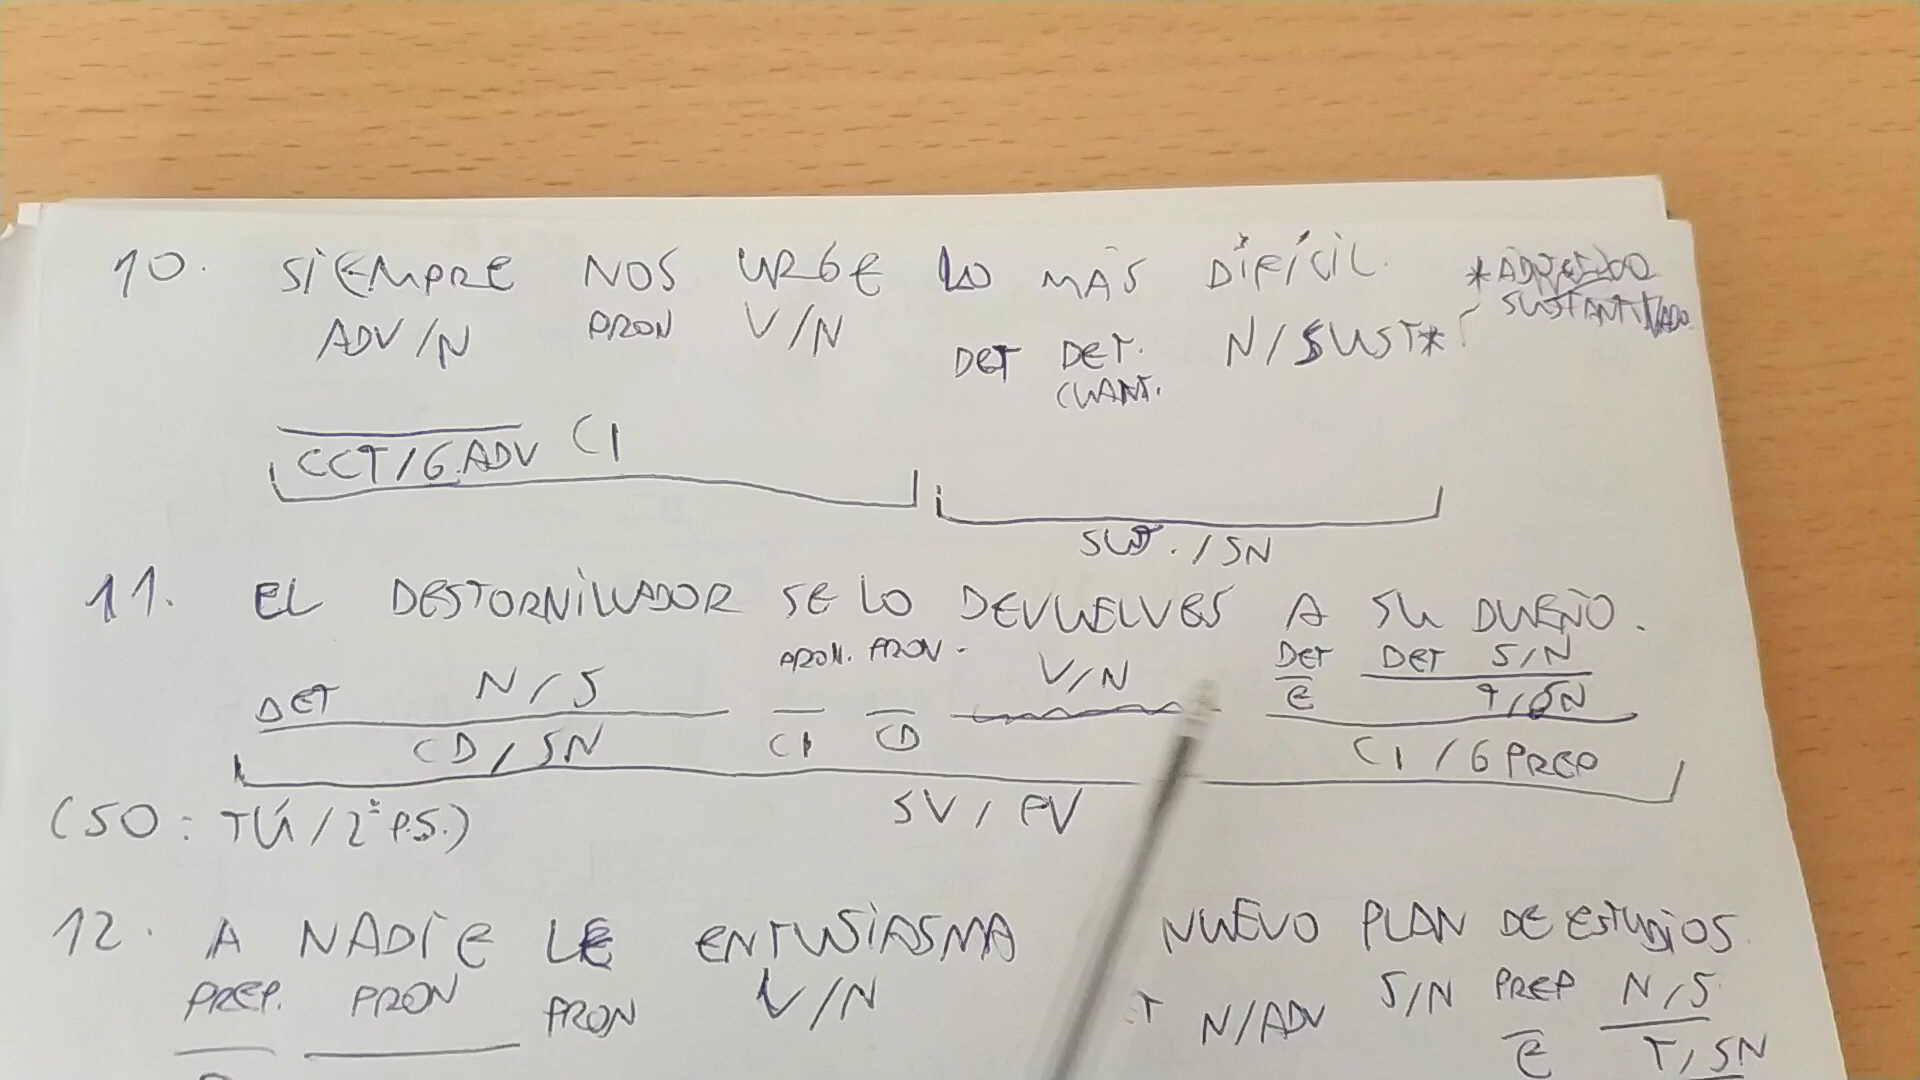 10. SIEMPRE NOS URGE LO MÁS DIFÍCIL. *ADJETIVO
SUSTANTIVADO
ADV/N PRON V/N DET DET. N/SUST*
CUANT.
CCT/G.ADV CI
SUJ./SN
11. EL DESTORNILLADOR SE LO DEVUELVES A SU DUEÑO.
DET N/S PRON. PRON. V/N DET DET S/N
E T/SN
CD/SN CI CD CI/GPREP
SV/PV
(SO: TÚ/2ª P.S.)
12. A NADIE LE ENTUSIASMA NUEVO PLAN DE ESTUDIOS.
PREP. PRON PRON V/N T N/ADV S/N PREP N/S
E T/SN